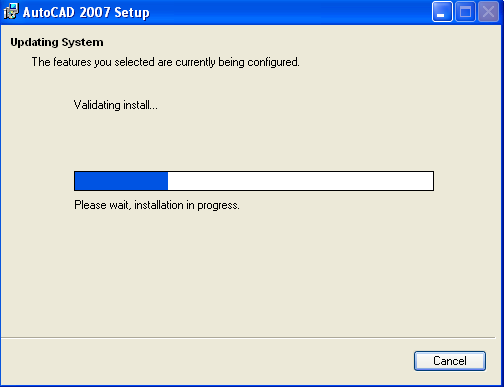 AutoCAD 2007 Setup
Updating System
The features you selected are currently being configured.
Validating install...
Please wait, installation in progress.
Cancel